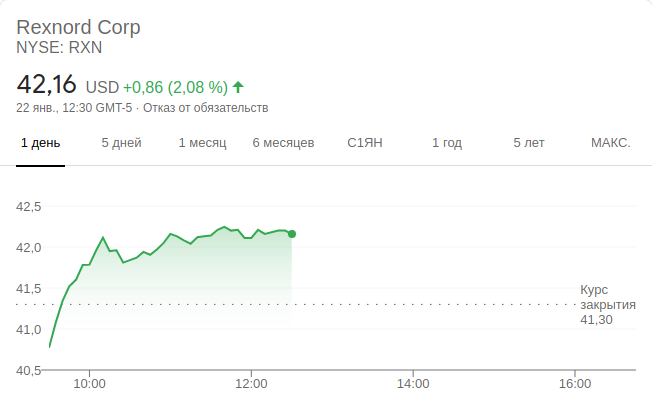 Rexnord Corp
NYSE: RXN
42,16 USD +0,86 (2,08 %)
22 янв., 12:30 GMT-5 · Отказ от обязательств
1 день 5 дней 1 месяц 6 месяцев С1ЯН 1 год 5 лет МАКС.
42,5
42,0
41,5
41,0
40,5
Курс
закрытия
41,30
10:00 12:00 14:00 16:00